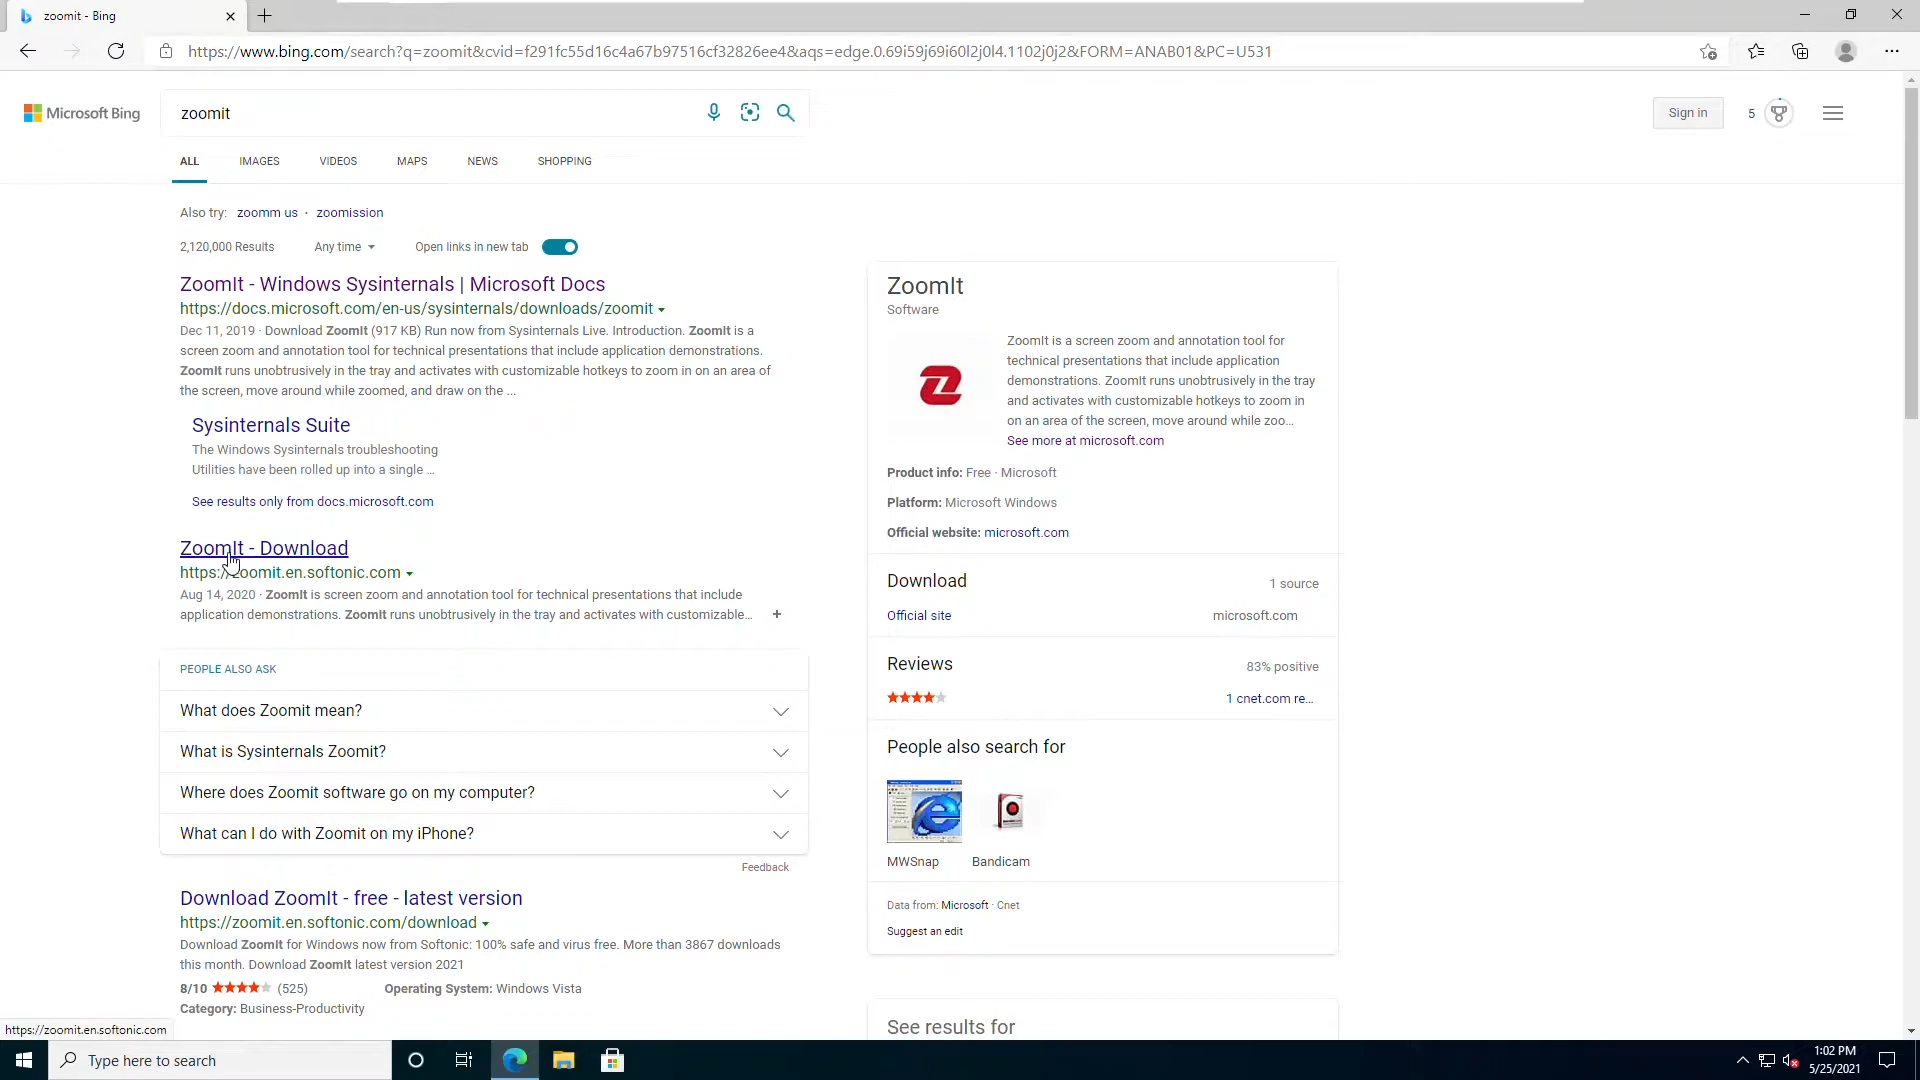 zoomit - Bing
https://www.bing.com/search?q=zoomit&cvid=f291fc55d16c4a67b97516cf32826ee4&aqs=edge.0.69i59j69i60l2j0l4.1102j0j2&FORM=ANAB01&PC=U531
Microsoft Bing
zoomit
Sign in
5
ALL
IMAGES
VIDEOS
MAPS
NEWS
SHOPPING
Also try: zoomm us · zoomission
2,120,000 Results
Any time
Open links in new tab
ZoomIt - Windows Sysinternals | Microsoft Docs
https://docs.microsoft.com/en-us/sysinternals/downloads/zoomit
Dec 11, 2019 · Download ZoomIt (917 KB) Run now from Sysinternals Live. Introduction. ZoomIt is a
screen zoom and annotation tool for technical presentations that include application demonstrations.
ZoomIt runs unobtrusively in the tray and activates with customizable hotkeys to zoom in on an area of
the screen, move around while zoomed, and draw on the ...
Sysinternals Suite
The Windows Sysinternals troubleshooting
Utilities have been rolled up into a single ...
See results only from docs.microsoft.com
ZoomIt - Download
https://zoomit.en.softonic.com
Aug 14, 2020 · ZoomIt is screen zoom and annotation tool for technical presentations that include
application demonstrations. ZoomIt runs unobtrusively in the tray and activates with customizable...
PEOPLE ALSO ASK
What does Zoomit mean?
What is Sysinternals Zoomit?
Where does Zoomit software go on my computer?
What can I do with Zoomit on my iPhone?
Feedback
Download ZoomIt - free - latest version
https://zoomit.en.softonic.com/download
Download ZoomIt for Windows now from Softonic: 100% safe and virus free. More than 3867 downloads
this month. Download ZoomIt latest version 2021
8/10 (525)
Operating System: Windows Vista
Category: Business-Productivity
ZoomIt
Software
ZoomIt is a screen zoom and annotation tool for
technical presentations that include application
demonstrations. ZoomIt runs unobtrusively in the tray
and activates with customizable hotkeys to zoom in
on an area of the screen, move around while zoo...
See more at microsoft.com
Product info: Free · Microsoft
Platform: Microsoft Windows
Official website: microsoft.com
Download
1 source
Official site
microsoft.com
Reviews
83% positive
1 cnet.com re...
People also search for
MWSnap
Bandicam
Data from: Microsoft · Cnet
Suggest an edit
See results for
https://zoomit.en.softonic.com
Type here to search
1:02 PM
5/25/2021